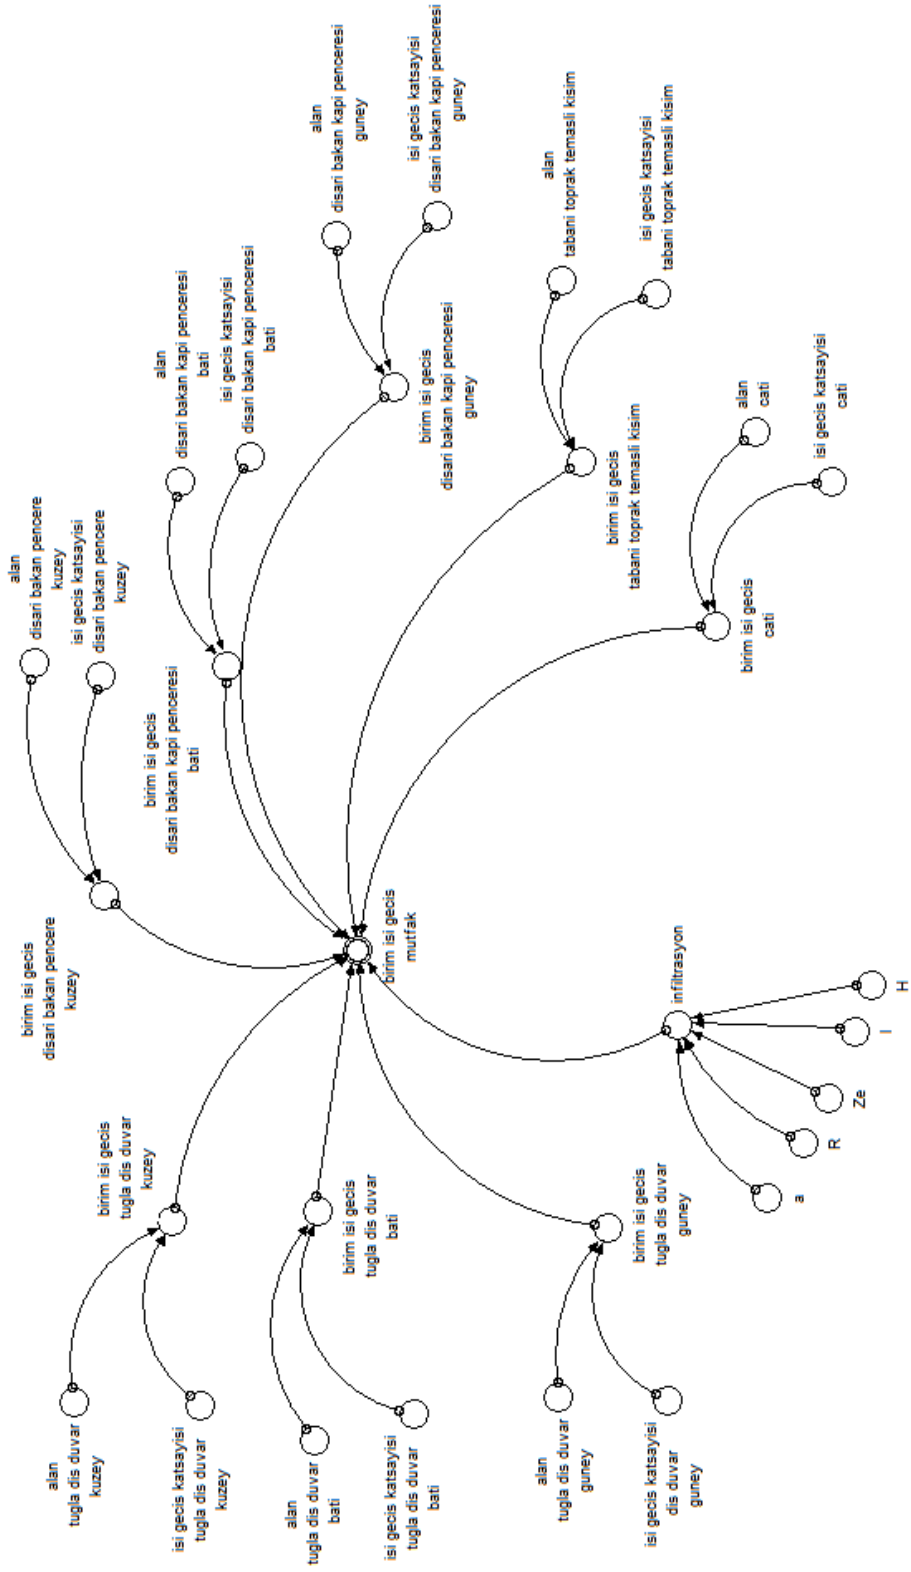 alan
tugla dis duvar
kuzey
isi gecis katsayisi
tugla dis duvar
kuzey
birim isi gecis
tugla dis duvar
kuzey
alan
tugla dis duvar
bati
isi gecis katsayisi
tugla dis duvar
bati
birim isi gecis
tugla dis duvar
bati
alan
tugla dis duvar
guney
isi gecis katsayisi
dis duvar
guney
birim isi gecis
tugla dis duvar
guney
birim isi gecis
disari bakan pencere
kuzey
alan
disari bakan pencere
kuzey
isi gecis katsayisi
disari bakan pencere
kuzey
birim isi gecis
disari bakan kapi penceresi
bati
alan
disari bakan kapi penceresi
bati
isi gecis katsayisi
disari bakan kapi penceresi
bati
alan
disari bakan kapi penceresi
guney
isi gecis katsayisi
disari bakan kapi penceresi
guney
birim isi gecis
disari bakan kapi penceresi
guney
alan
tabani toprak temasli kisim
isi gecis katsayisi
tabani toprak temasli kisim
birim isi gecis
tabani toprak temasli kisim
alan
cati
isi gecis katsayisi
cati
birim isi gecis
cati
birim isi gecis
mutfak
infiltrasyon
a
R
Ze
I
H